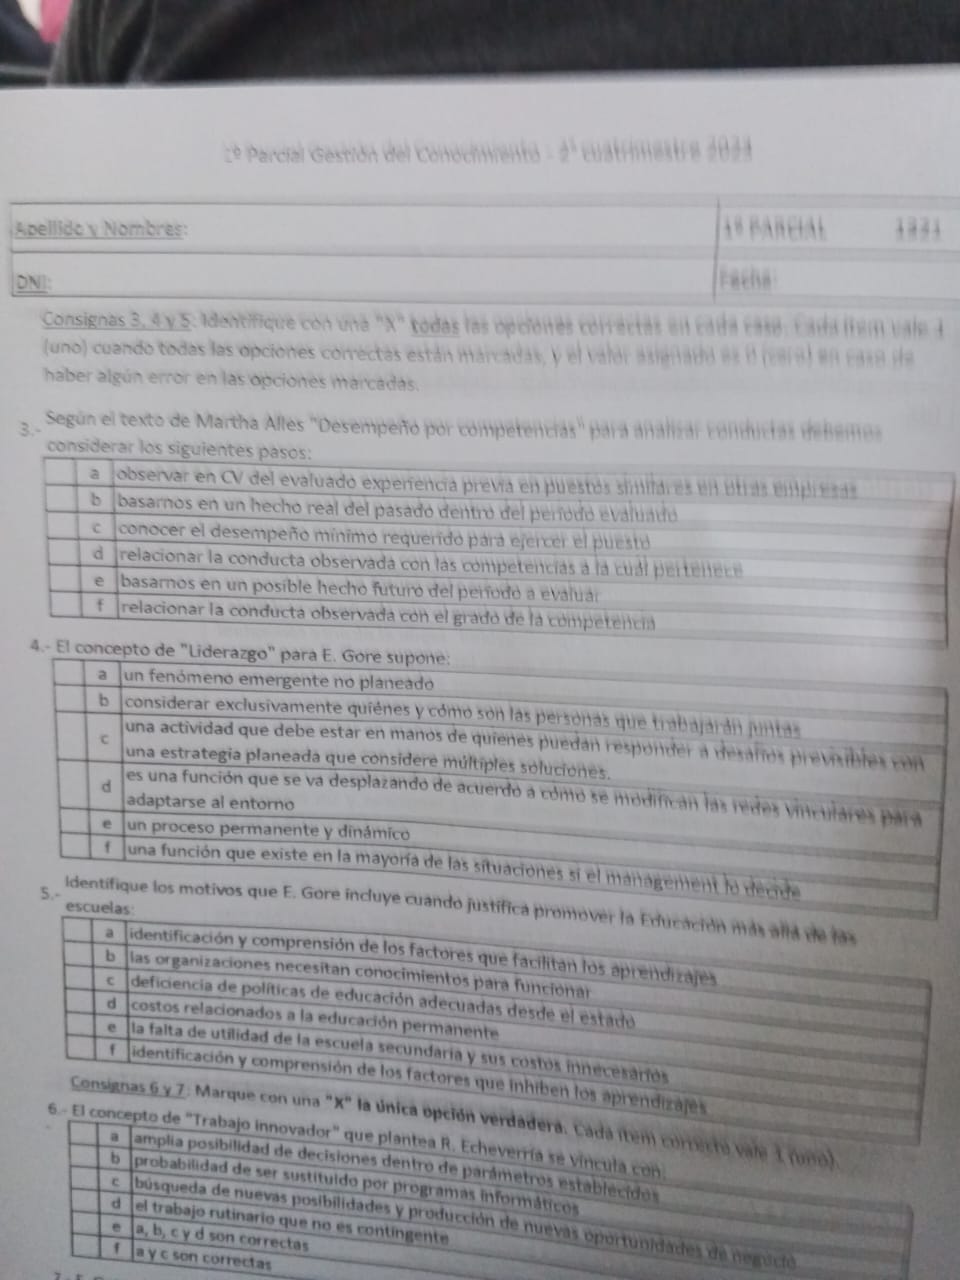 1º Parcial Gestión del Conocimiento - 2° cuatrimestre
Apellido y Nombres:
1º PARCIAL
DNI:
Fecha:
Consignas 3, 4 y 5: Identifique con una "X" todas las opciones correctas en cada caso. Cada ítem vale 1
(uno) cuando todas las opciones correctas están marcadas, y el valor asignado es 0 (cero) en caso de
haber algún error en las opciones marcadas.
3.- Según el texto de Martha Alles "Desempeño por competencias" para analizar conductas debemos
considerar los siguientes pasos:
a observar en CV del evaluado experiencia previa en puestos similares en otras empresas
b basarnos en un hecho real del pasado dentro del período evaluado
c conocer el desempeño mínimo requerido para ejercer el puesto
d relacionar la conducta observada con las competencias a la cuál pertenece
e basarnos en un posible hecho futuro del período a evaluar
f relacionar la conducta observada con el grado de la competencia
4.- El concepto de "Liderazgo" para E. Gore supone:
a un fenómeno emergente no planeado
b considerar exclusivamente quiénes y cómo son las personas que trabajarán juntas
c una actividad que debe estar en manos de quienes puedan responder a desafíos previsibles con
una estrategia planeada que considere múltiples soluciones.
d es una función que se va desplazando de acuerdo a cómo se modifican las redes vinculares para
adaptarse al entorno
e un proceso permanente y dinámico
f una función que existe en la mayoría de las situaciones si el management lo decide
5.- Identifique los motivos que E. Gore incluye cuando justifica promover la Educación más allá de las
escuelas:
a identificación y comprensión de los factores que facilitan los aprendizajes
b las organizaciones necesitan conocimientos para funcionar
c deficiencia de políticas de educación adecuadas desde el estado
d costos relacionados a la educación permanente
e la falta de utilidad de la escuela secundaria y sus costos innecesarios
f identificación y comprensión de los factores que inhiben los aprendizajes
Consignas 6 y 7: Marque con una "X" la única opción verdadera. Cada ítem correcto vale 1 (uno).
6.- El concepto de "Trabajo innovador" que plantea R. Echeverría se vincula con:
a amplia posibilidad de decisiones dentro de parámetros establecidos
b probabilidad de ser sustituido por programas informáticos
c búsqueda de nuevas posibilidades y producción de nuevas oportunidades de negocio
d el trabajo rutinario que no es contingente
e a, b, c y d son correctas
f a y c son correctas